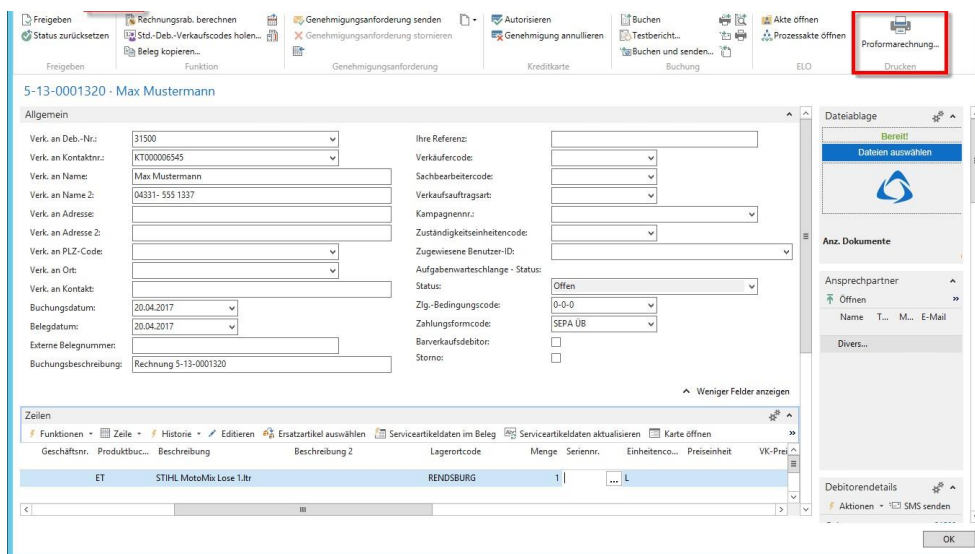 Freigeben Rechnungsrab. berechnen Genehmigungsanforderung senden Autorisieren Buchen Akte öffnen
Status zurücksetzen Std.-Deb.-Verkaufscodes holen... Genehmigungsanforderung stornieren Genehmigung annullieren Testbericht... Prozessakte öffnen Proformarechnung...
Beleg kopieren... Buchen und senden...
Freigeben Funktion Genehmigungsanforderung Kreditkarte Buchung ELO Drucken
5-13-0001320 · Max Mustermann
Allgemein
Verk. an Deb.-Nr.: 31500
Verk. an Kontaktnr.: KT000006545
Verk. an Name: Max Mustermann
Verk. an Name 2: 04331- 555 1337
Verk. an Adresse:
Verk. an Adresse 2:
Verk. an PLZ-Code:
Verk. an Ort:
Verk. an Kontakt:
Buchungsdatum: 20.04.2017
Belegdatum: 20.04.2017
Externe Belegnummer:
Buchungsbeschreibung: Rechnung 5-13-0001320
Ihre Referenz:
Verkäufercode:
Sachbearbeitercode:
Verkaufsauftragsart:
Kampagnennr.:
Zuständigkeitseinheitencode:
Zugewiesene Benutzer-ID:
Aufgabenwarteschlange - Status:
Status: Offen
Zlg.-Bedingungscode: 0-0-0
Zahlungsformcode: SEPA ÜB
Barverkaufsdebitor:
Storno:
Weniger Felder anzeigen
Zeilen
Funktionen Zeile Historie Editieren Ersatzartikel auswählen Serviceartikeldaten im Beleg Serviceartikeldaten aktualisieren Karte öffnen
Geschäftsnr. Produktbuc... Beschreibung Beschreibung 2 Lagerortcode Menge Seriennr. Einheitenco... Preiseinheit VK-Prei
ET STIHL MotoMix Lose 1.ltr RENDSBURG 1 ... L
Dateiablage
Bereit!
Dateien auswählen
Anz. Dokumente
Ansprechpartner
Öffnen
Name T... M... E-Mail
Divers...
Debitorendetails
Aktionen SMS senden
OK